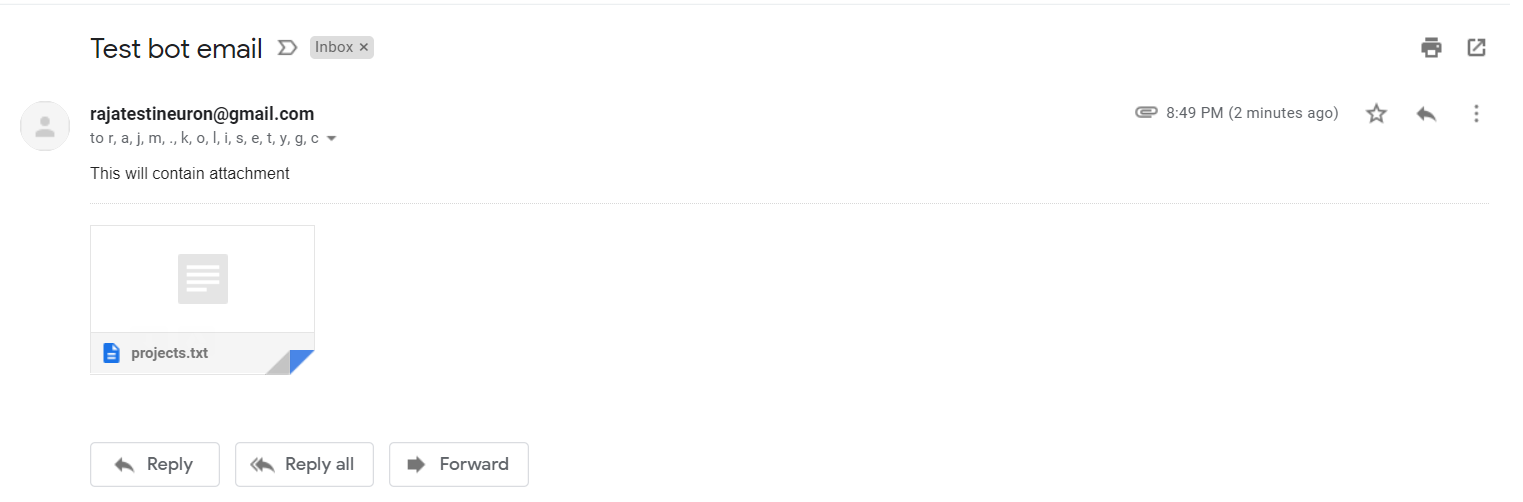 Test bot email Inbox ×
rajatestineuron@gmail.com 8:49 PM (2 minutes ago)
to r, a, j, m, ., k, o, l, i, s, e, t, y, g, c
This will contain attachment
projects.txt
Reply Reply all Forward